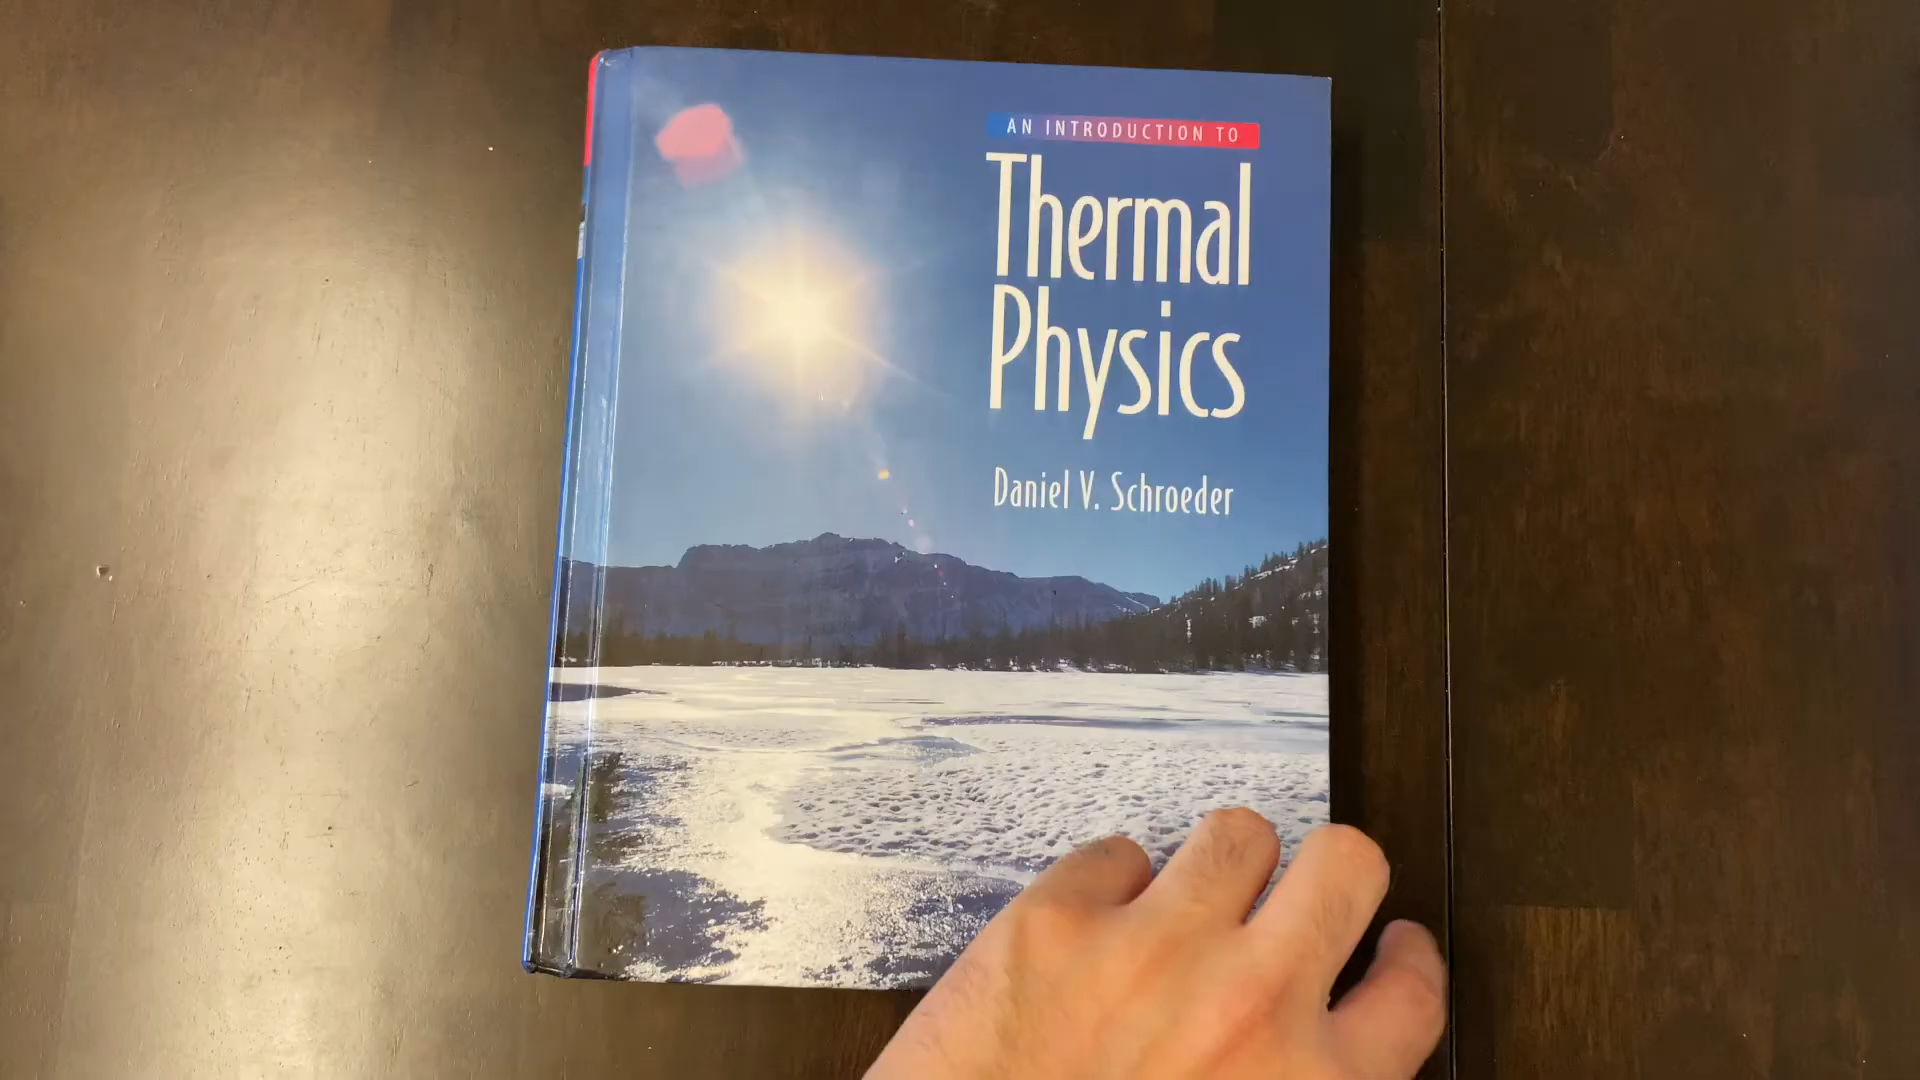 AN INTRODUCTION TO
Thermal
Physics
Daniel V. Schroeder